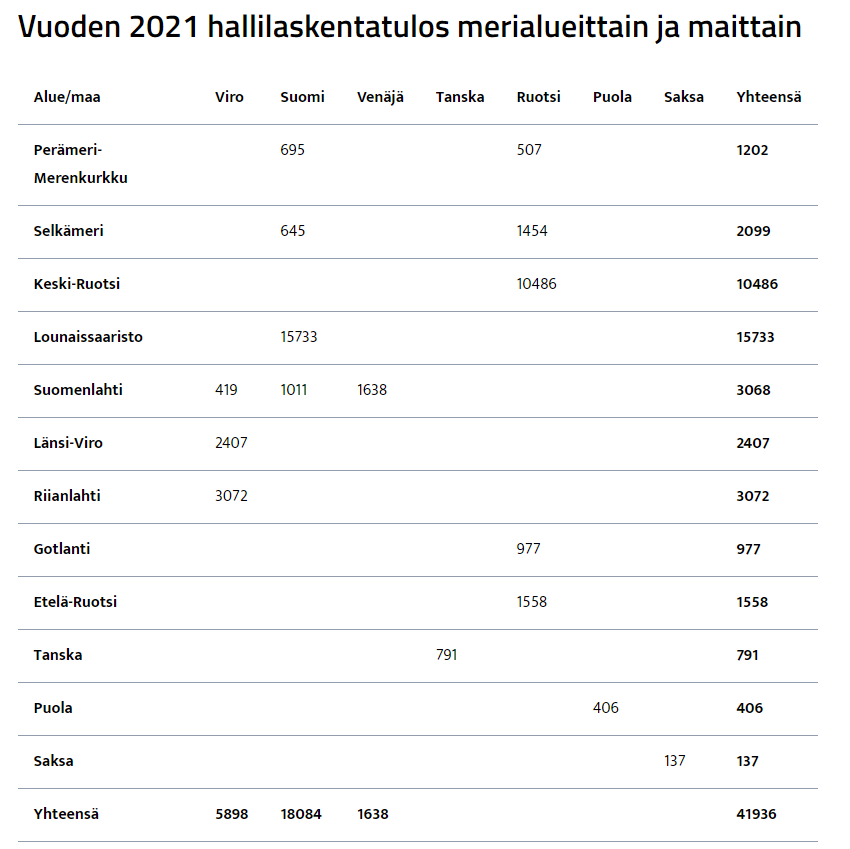 Vuoden 2021 hallilaskentatulos merialueittain ja maittain
Alue/maa Viro Suomi Venäjä Tanska Ruotsi Puola Saksa Yhteensä
Perämeri- 695 507 1202
Merenkurkku
Selkämeri 645 1454 2099
Keski-Ruotsi 10486 10486
Lounaissaaristo 15733 15733
Suomenlahti 419 1011 1638 3068
Länsi-Viro 2407 2407
Riianlahti 3072 3072
Gotlanti 977 977
Etelä-Ruotsi 1558 1558
Tanska 791 791
Puola 406 406
Saksa 137 137
Yhteensä 5898 18084 1638 41936